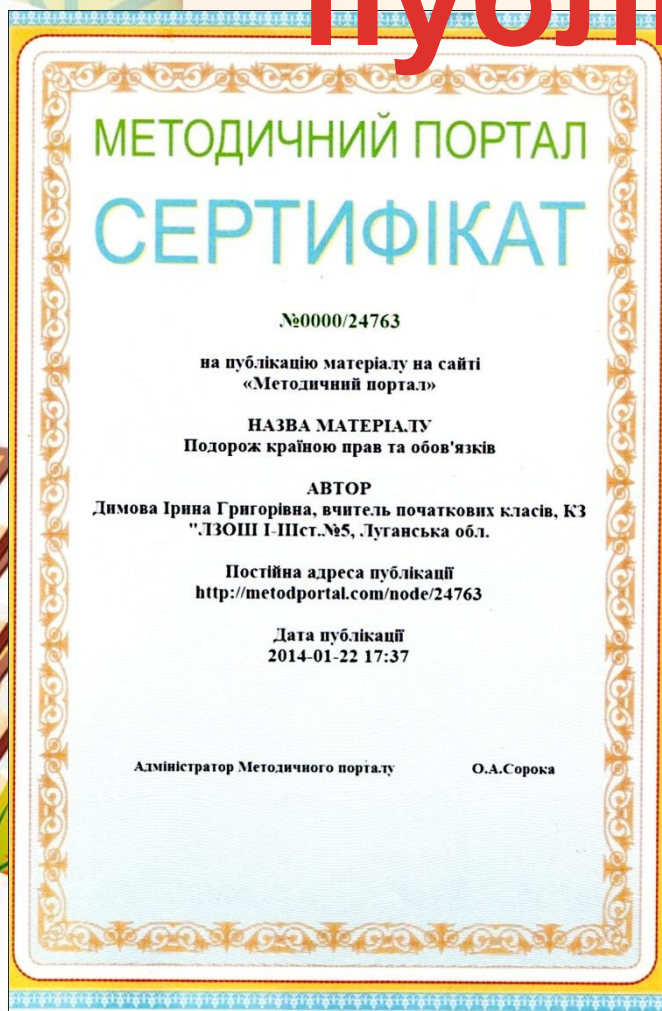 МЕТОДИЧНИЙ ПОРТАЛ
СЕРТИФІКАТ
№0000/24763
на публікацію матеріалу на сайті
«Методичний портал»
НАЗВА МАТЕРІАЛУ
Подорож країною прав та обов'язків
АВТОР
Димова Ірина Григорівна, вчитель початкових класів, КЗ
"ЛЗОШ І-ІІІст.№5, Луганська обл.
Постійна адреса публікації
http://metodportal.com/node/24763
Дата публікації
2014-01-22 17:37
Адміністратор Методичного порталу О.А.Сорока